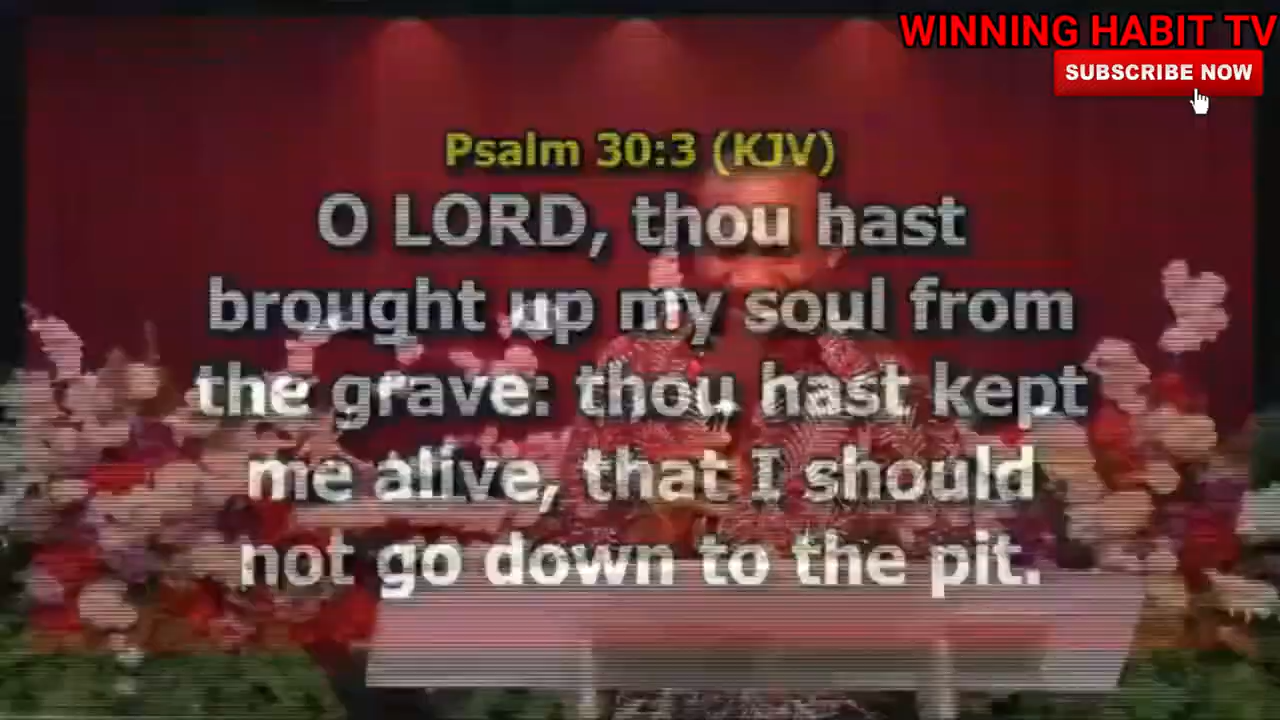 WINNING HABIT TV
SUBSCRIBE NOW
Psalm 30:3 (KJV)
O LORD, thou hast
brought up my soul from
the grave: thou hast kept
me alive, that I should
not go down to the pit.